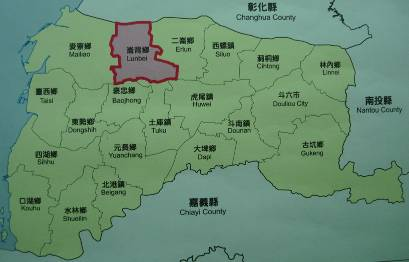 彰化縣
Changhua County
麥寮鄉
Mailiao
崙背鄉
Lunbei
二崙鄉
Erlun
西螺鎮
Siluo
莿桐鄉
Cihtong
林內鄉
Linnei
臺西鄉
Taisi
褒忠鄉
Baojhong
虎尾鎮
Huwei
斗六市
Douliou City
南投縣
Nantou County
東勢鄉
Dongshih
土庫鎮
Tuku
斗南鎮
Dounan
四湖鄉
Sihhu
元長鄉
Yuanchang
大埤鄉
Dapi
古坑鄉
Gukeng
北港鎮
Beigang
口湖鄉
Kouhu
水林鄉
Shueilin
嘉義縣
Chiayi County